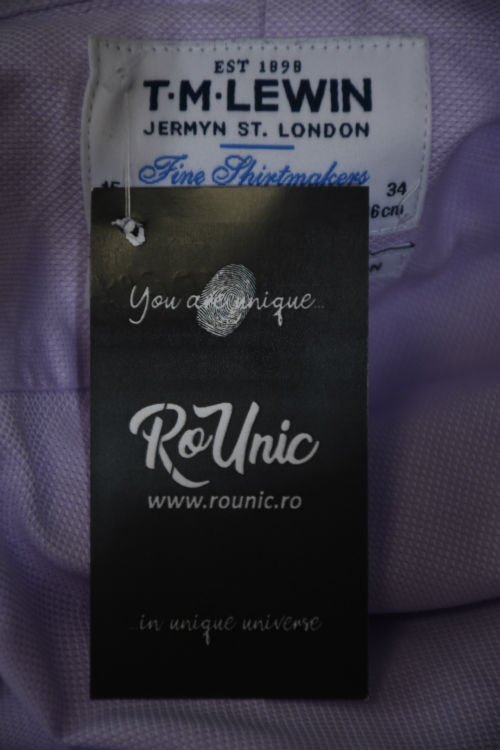 EST 1898
T·M·LEWIN
JERMYN ST. LONDON
Fine Shirtmakers
34
6cm
You are unique...
RoUnic
www.rounic.ro
...in unique universe